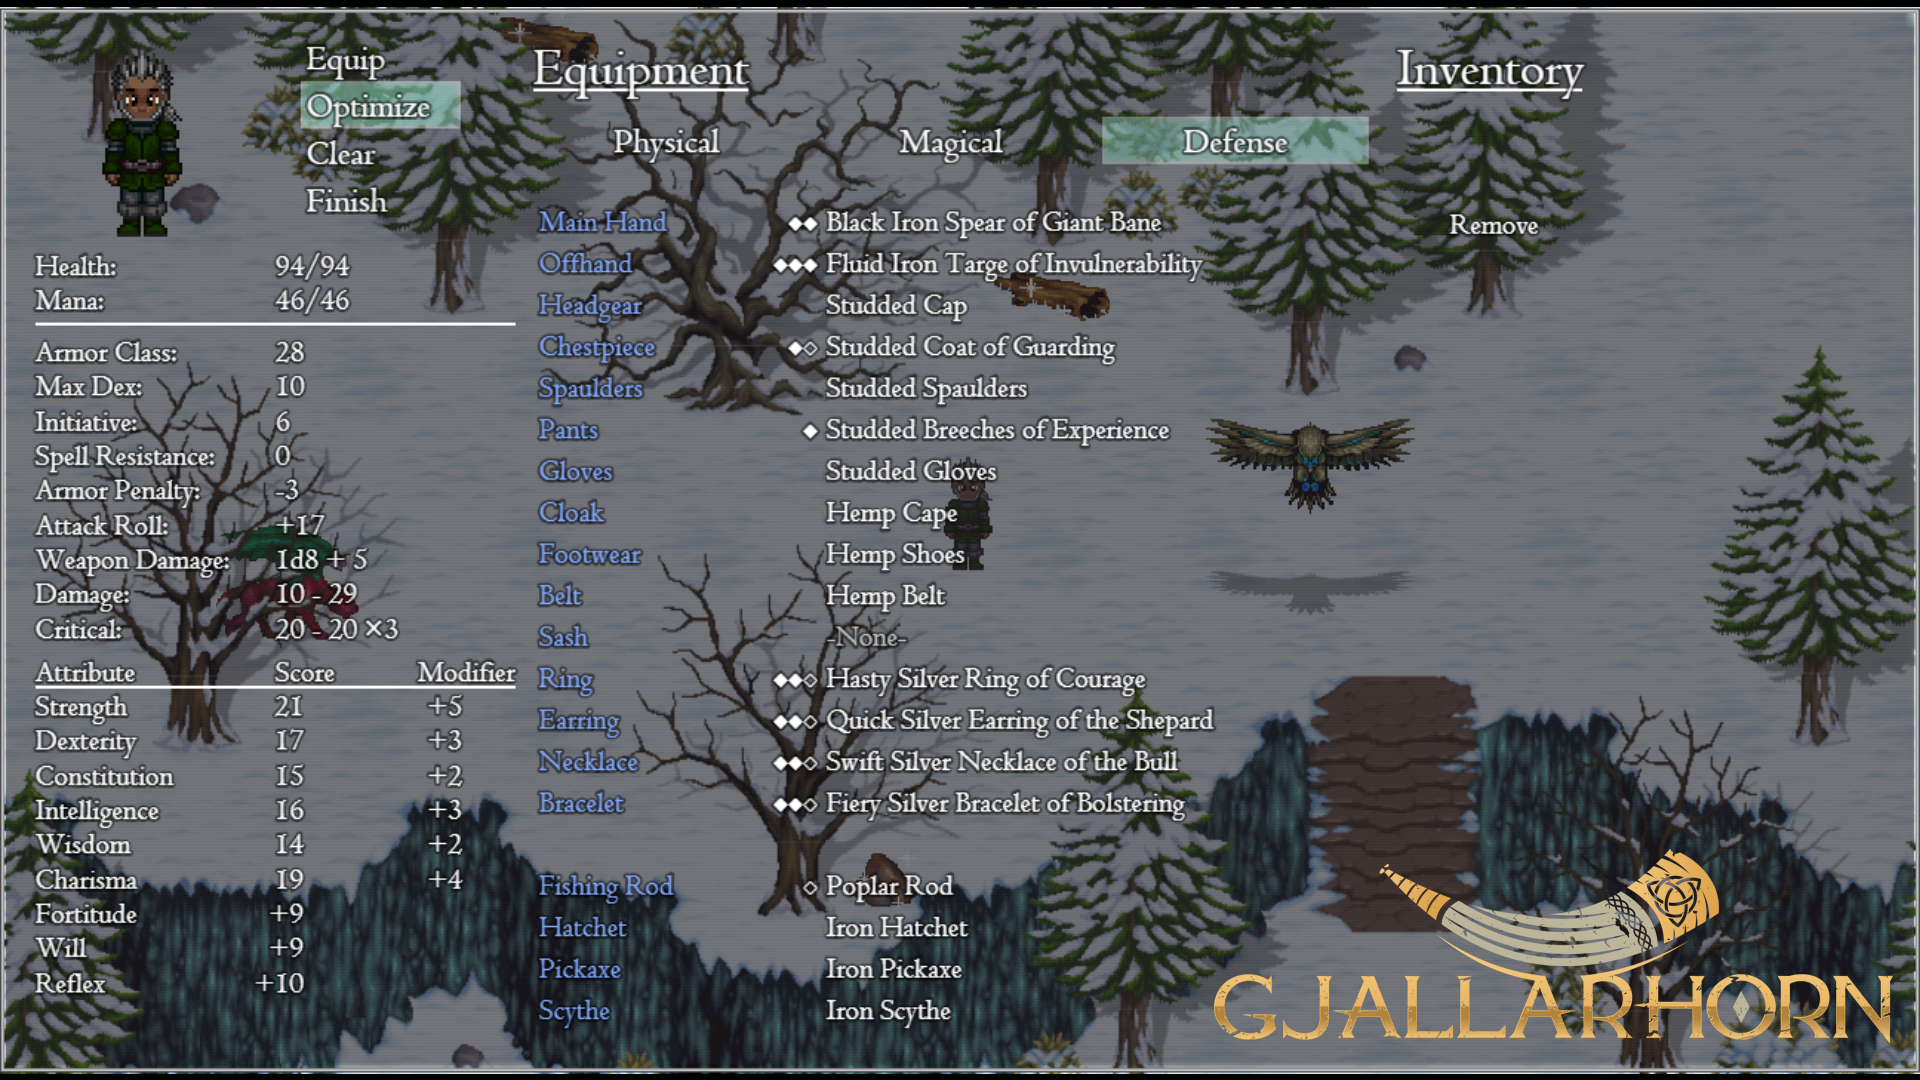 Equip
Optimize
Clear
Finish
Health: 94/94
Mana: 46/46
Armor Class: 28
Max Dex: 10
Initiative: 6
Spell Resistance: 0
Armor Penalty: -3
Attack Roll: +17
Weapon Damage: 1d8 + 5
Damage: 10 - 29
Critical: 20 - 20 ×3
Attribute Score Modifier
Strength 21 +5
Dexterity 17 +3
Constitution 15 +2
Intelligence 16 +3
Wisdom 14 +2
Charisma 19 +4
Fortitude +9
Will +9
Reflex +10
Equipment
Physical Magical Defense
Main Hand ◆◆ Black Iron Spear of Giant Bane
Offhand ◆◆◆ Fluid Iron Targe of Invulnerability
Headgear Studded Cap
Chestpiece ◆◇ Studded Coat of Guarding
Spaulders Studded Spaulders
Pants ◆ Studded Breeches of Experience
Gloves Studded Gloves
Cloak Hemp Cape
Footwear Hemp Shoes
Belt Hemp Belt
Sash -None-
Ring ◆◆◇ Hasty Silver Ring of Courage
Earring ◆◆◇ Quick Silver Earring of the Shepard
Necklace ◆◆◇ Swift Silver Necklace of the Bull
Bracelet ◆◆◇ Fiery Silver Bracelet of Bolstering
Fishing Rod ◇ Poplar Rod
Hatchet Iron Hatchet
Pickaxe Iron Pickaxe
Scythe Iron Scythe
Inventory
Remove
GJALLARHORN